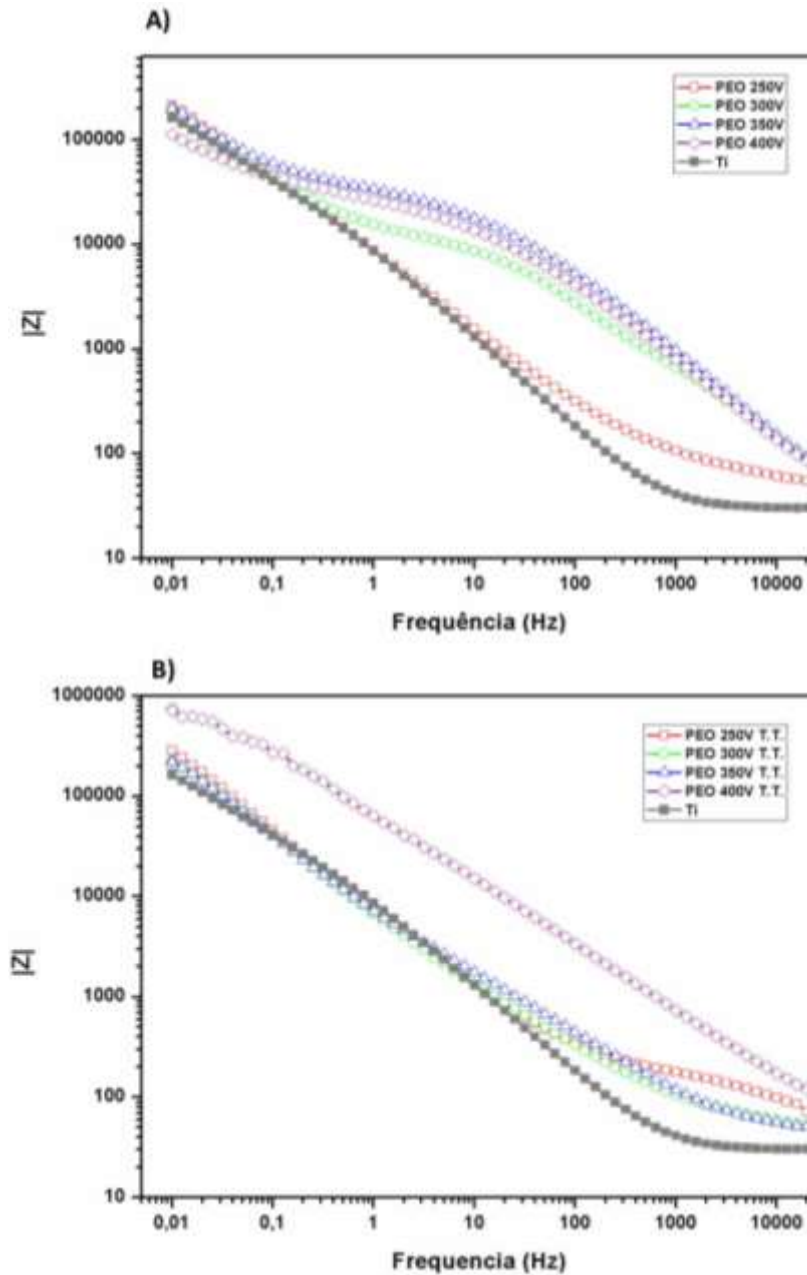 A)
PEO 250V
PEO 300V
PEO 350V
PEO 400V
Ti
|Z|
100000
10000
1000
100
10
0,01 0,1 1 10 100 1000 10000
Frequência (Hz)
B)
PEO 250V T.T.
PEO 300V T.T.
PEO 350V T.T.
PEO 400V T.T.
Ti
|Z|
1000000
100000
10000
1000
100
10
0,01 0,1 1 10 100 1000 10000
Frequencia (Hz)